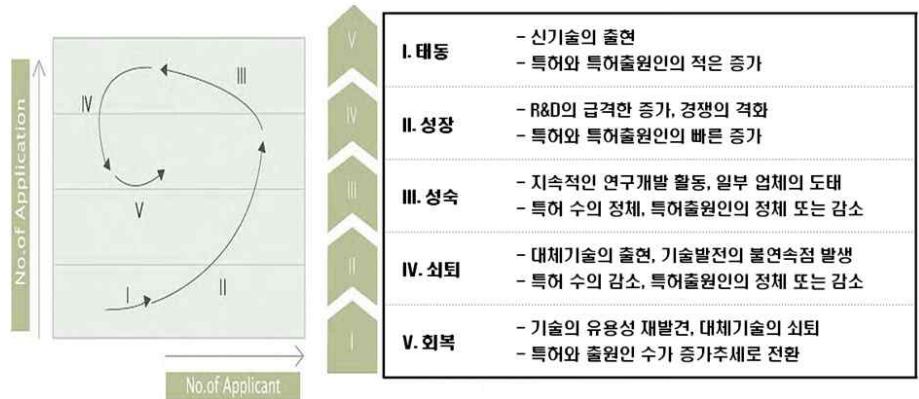 No.of Application
I
II
III
IV
V
No.of Applicant
V
IV
III
II
I
I. 태동
- 신기술의 출현
- 특허와 특허출원인의 적은 증가
II. 성장
- R&D의 급격한 증가, 경쟁의 격화
- 특허와 특허출원인의 빠른 증가
III. 성숙
- 지속적인 연구개발 활동, 일부 업체의 도태
- 특허 수의 정체, 특허출원인의 정체 또는 감소
IV. 쇠퇴
- 대체기술의 출현, 기술발전의 불연속점 발생
- 특허 수의 감소, 특허출원인의 정체 또는 감소
V. 회복
- 기술의 유용성 재발견, 대체기술의 쇠퇴
- 특허와 출원인 수가 증가추세로 전환